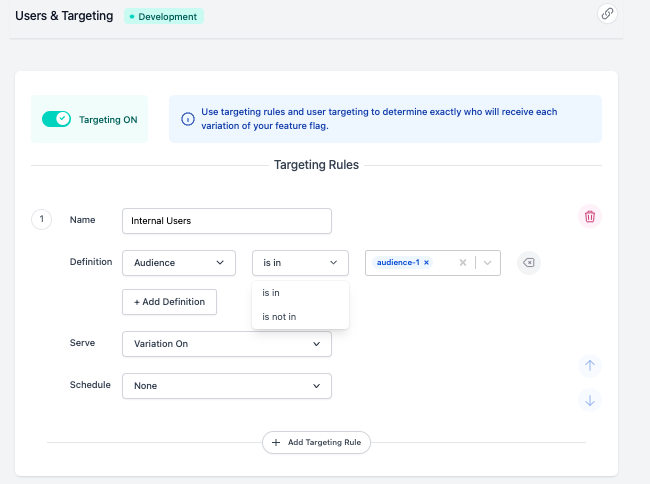 Users & Targeting Development
Targeting ON
Use targeting rules and user targeting to determine exactly who will receive each
variation of your feature flag.
Targeting Rules
1 Name Internal Users
Definition Audience is in audience-1 ×
is in
is not in
+ Add Definition
Serve Variation On
Schedule None
+ Add Targeting Rule